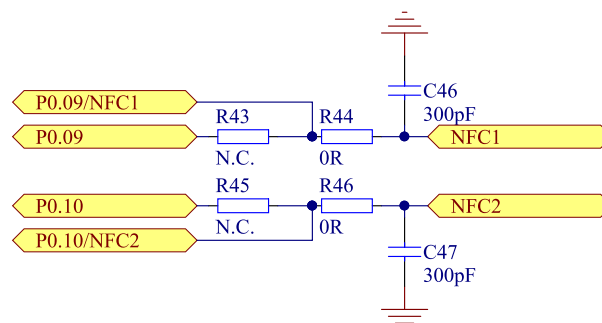 C46
300pF
P0.09/NFC1
R43
R44
P0.09
NFC1
N.C.
0R
R45
R46
P0.10
NFC2
N.C.
0R
P0.10/NFC2
C47
300pF